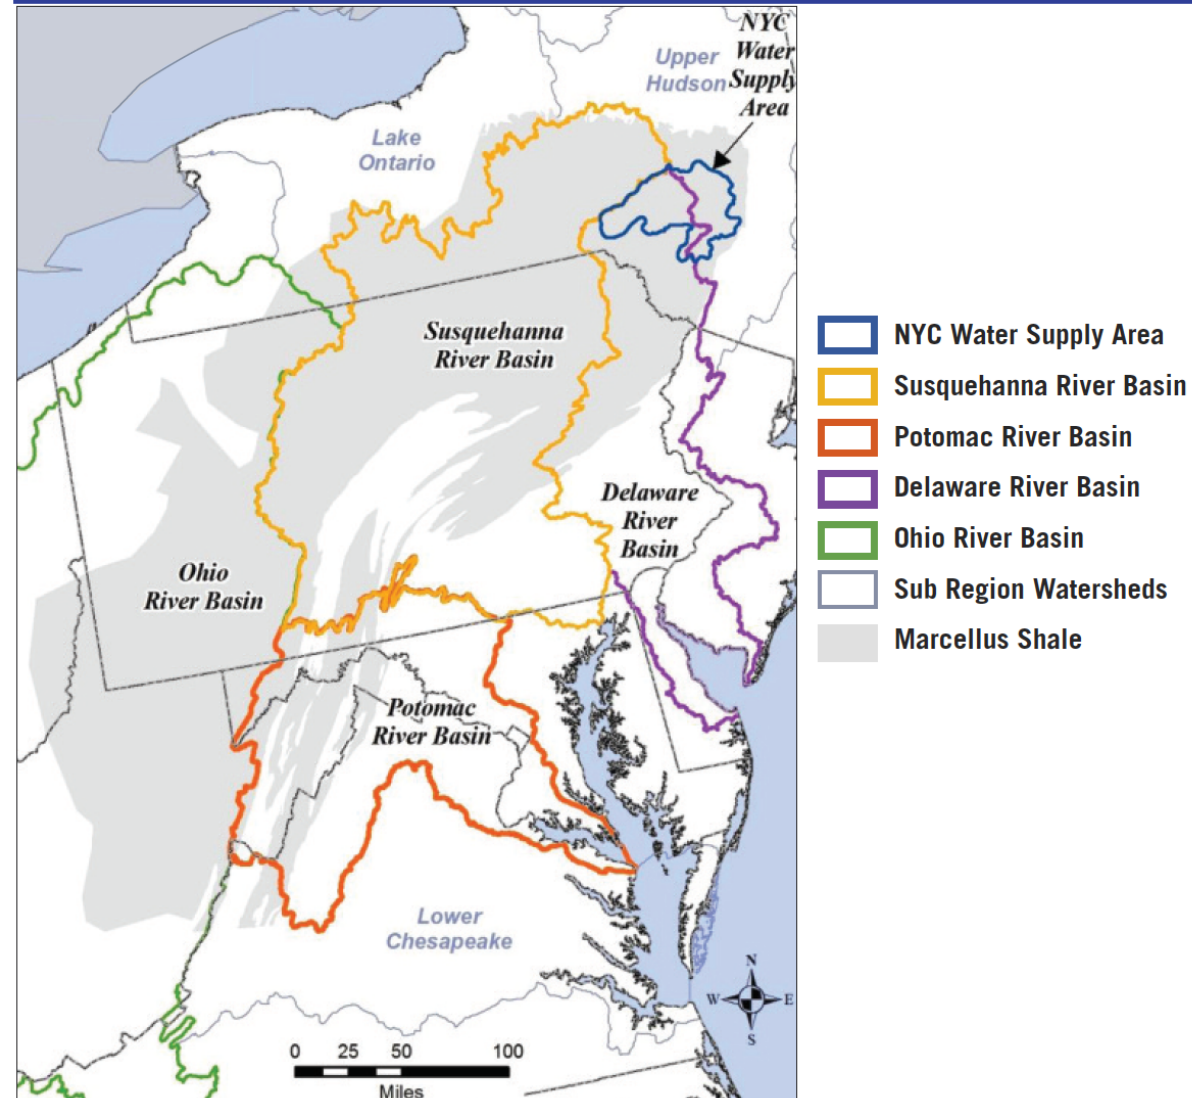 NYC
Water
Supply
Area
Upper
Hudson
Lake
Ontario
Susquehanna
River Basin
Delaware
River
Basin
Ohio
River Basin
Potomac
River Basin
Lower
Chesapeake
N
W E
S
0 25 50 100
Miles
NYC Water Supply Area
Susquehanna River Basin
Potomac River Basin
Delaware River Basin
Ohio River Basin
Sub Region Watersheds
Marcellus Shale